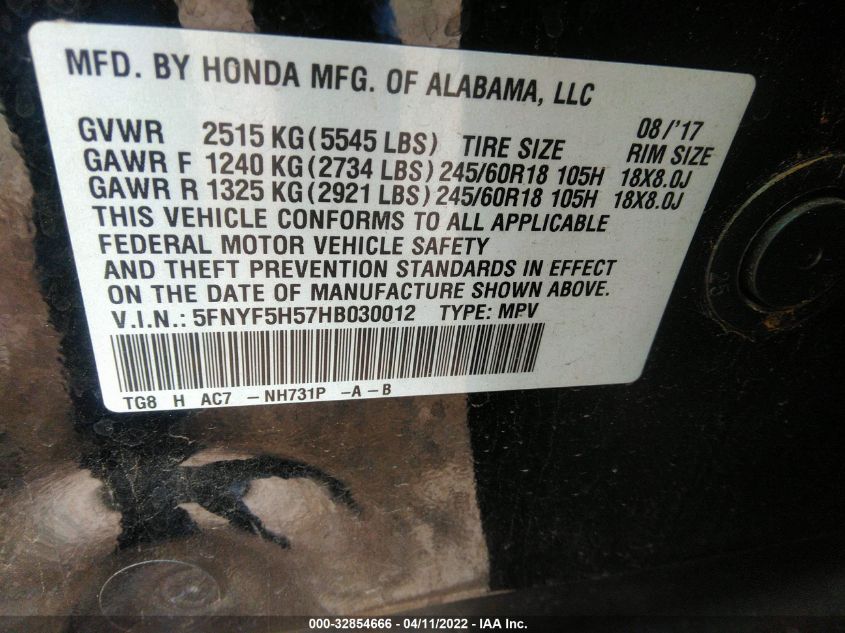 MFD. BY HONDA MFG. OF ALABAMA, LLC
08/'17
GVWR 2515 KG (5545 LBS) TIRE SIZE RIM SIZE
GAWR F 1240 KG (2734 LBS) 245/60R18 105H 18X8.0J
GAWR R 1325 KG (2921 LBS) 245/60R18 105H 18X8.0J
THIS VEHICLE CONFORMS TO ALL APPLICABLE
FEDERAL MOTOR VEHICLE SAFETY
AND THEFT PREVENTION STANDARDS IN EFFECT
ON THE DATE OF MANUFACTURE SHOWN ABOVE.
V.I.N.: 5FNYF5H57HB030012 TYPE: MPV
TG8 H AC7 -NH731P -A-B
000-32854666 - 04/11/2022 - IAA Inc.